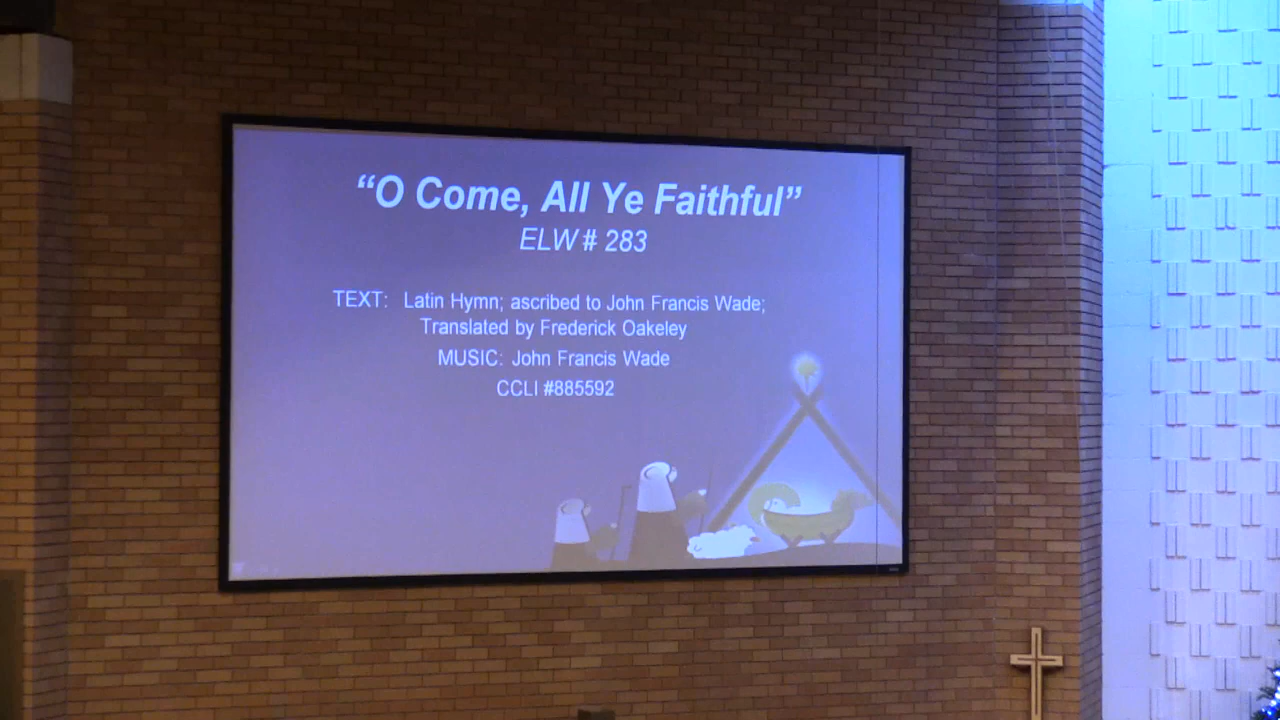 “O Come, All Ye Faithful”
ELW # 283
TEXT: Latin Hymn; ascribed to John Francis Wade;
Translated by Frederick Oakeley
MUSIC: John Francis Wade
CCLI #885592